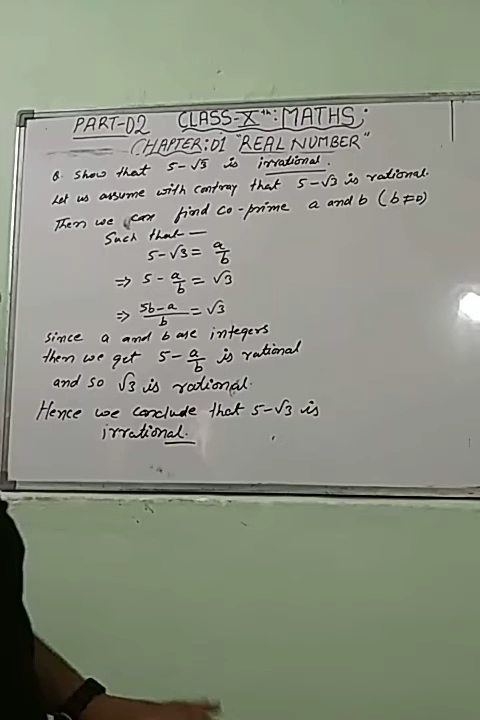 PART-02 CLASS-Xth: MATHS:
CHAPTER:01 "REAL NUMBER"
Q. Show that 5-√3 is irrational.
Let us assume with contray that 5-√3 is rational.
Then we can find co-prime a and b (b≠0)
Such that —
5-√3 = a/b
⇒ 5 - a/b = √3
⇒ 5b-a/b = √3
Since a and b are integers
then we get 5 - a/b is rational
and so √3 is rational.
Hence we conclude that 5-√3 is
irrational.